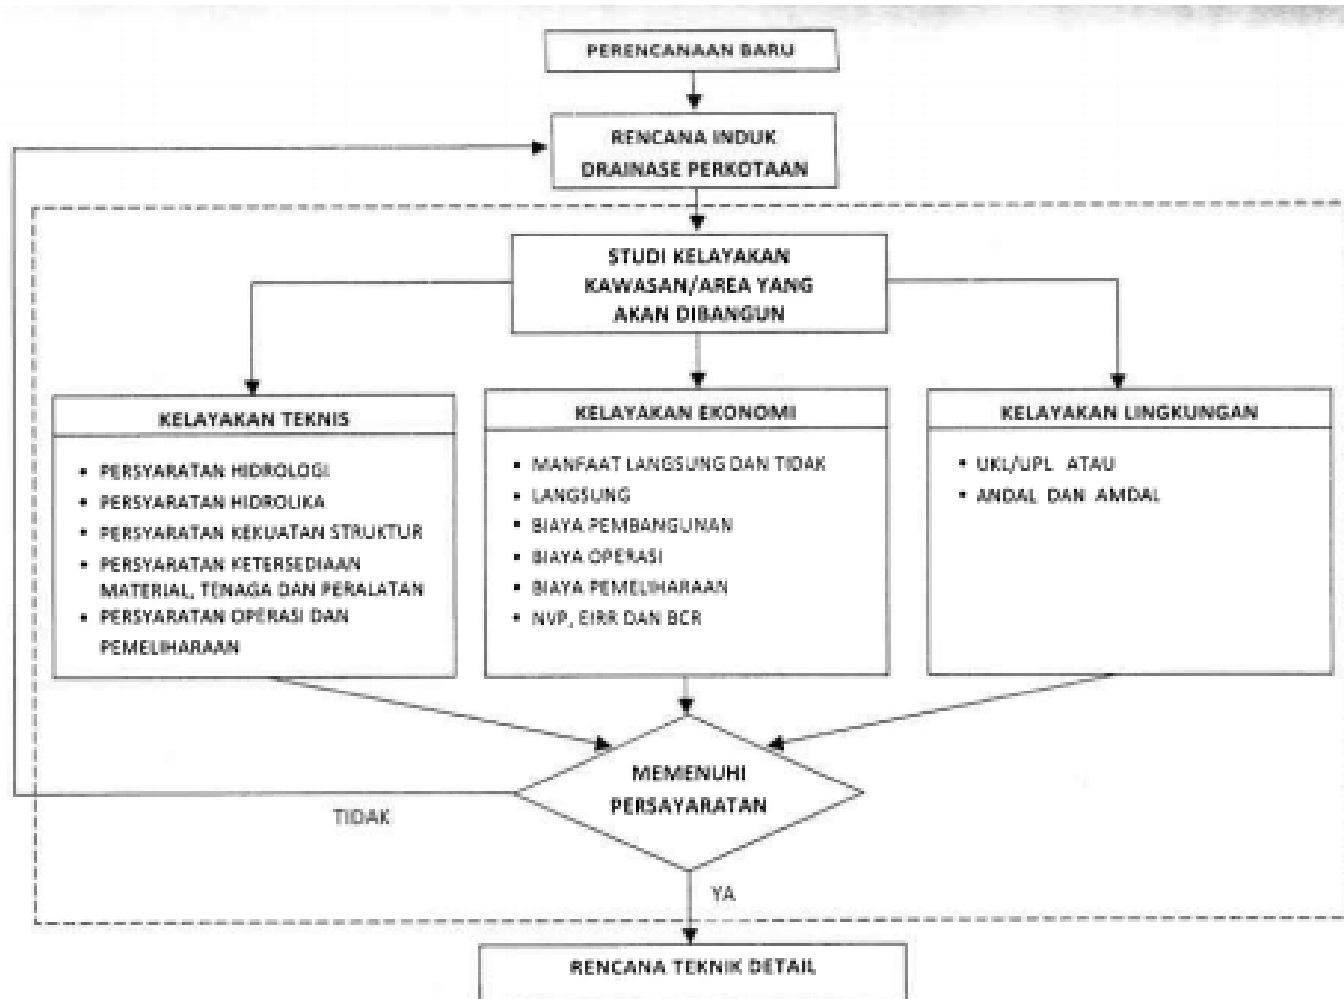 PERENCANAAN BARU
RENCANA INDUK
DRAINASE PERKOTAAN
STUDI KELAYAKAN
KAWASAN/AREA YANG
AKAN DIBANGUN
KELAYAKAN TEKNIS
• PERSYARATAN HIDROLOGI
• PERSYARATAN HIDROLIKA
• PERSYARATAN KEKUATAN STRUKTUR
• PERSYARATAN KETERSEDIAAN
MATERIAL, TENAGA DAN PERALATAN
• PERSYARATAN OPERASI DAN
PEMELIHARAAN
KELAYAKAN EKONOMI
• MANFAAT LANGSUNG DAN TIDAK
• LANGSUNG
• BIAYA PEMBANGUNAN
• BIAYA OPERASI
• BIAYA PEMELIHARAAN
• NVP, EIRR DAN BCR
KELAYAKAN LINGKUNGAN
• UKL/UPL ATAU
• ANDAL DAN AMDAL
MEMENUHI
PERSAYARATAN
TIDAK
YA
RENCANA TEKNIK DETAIL